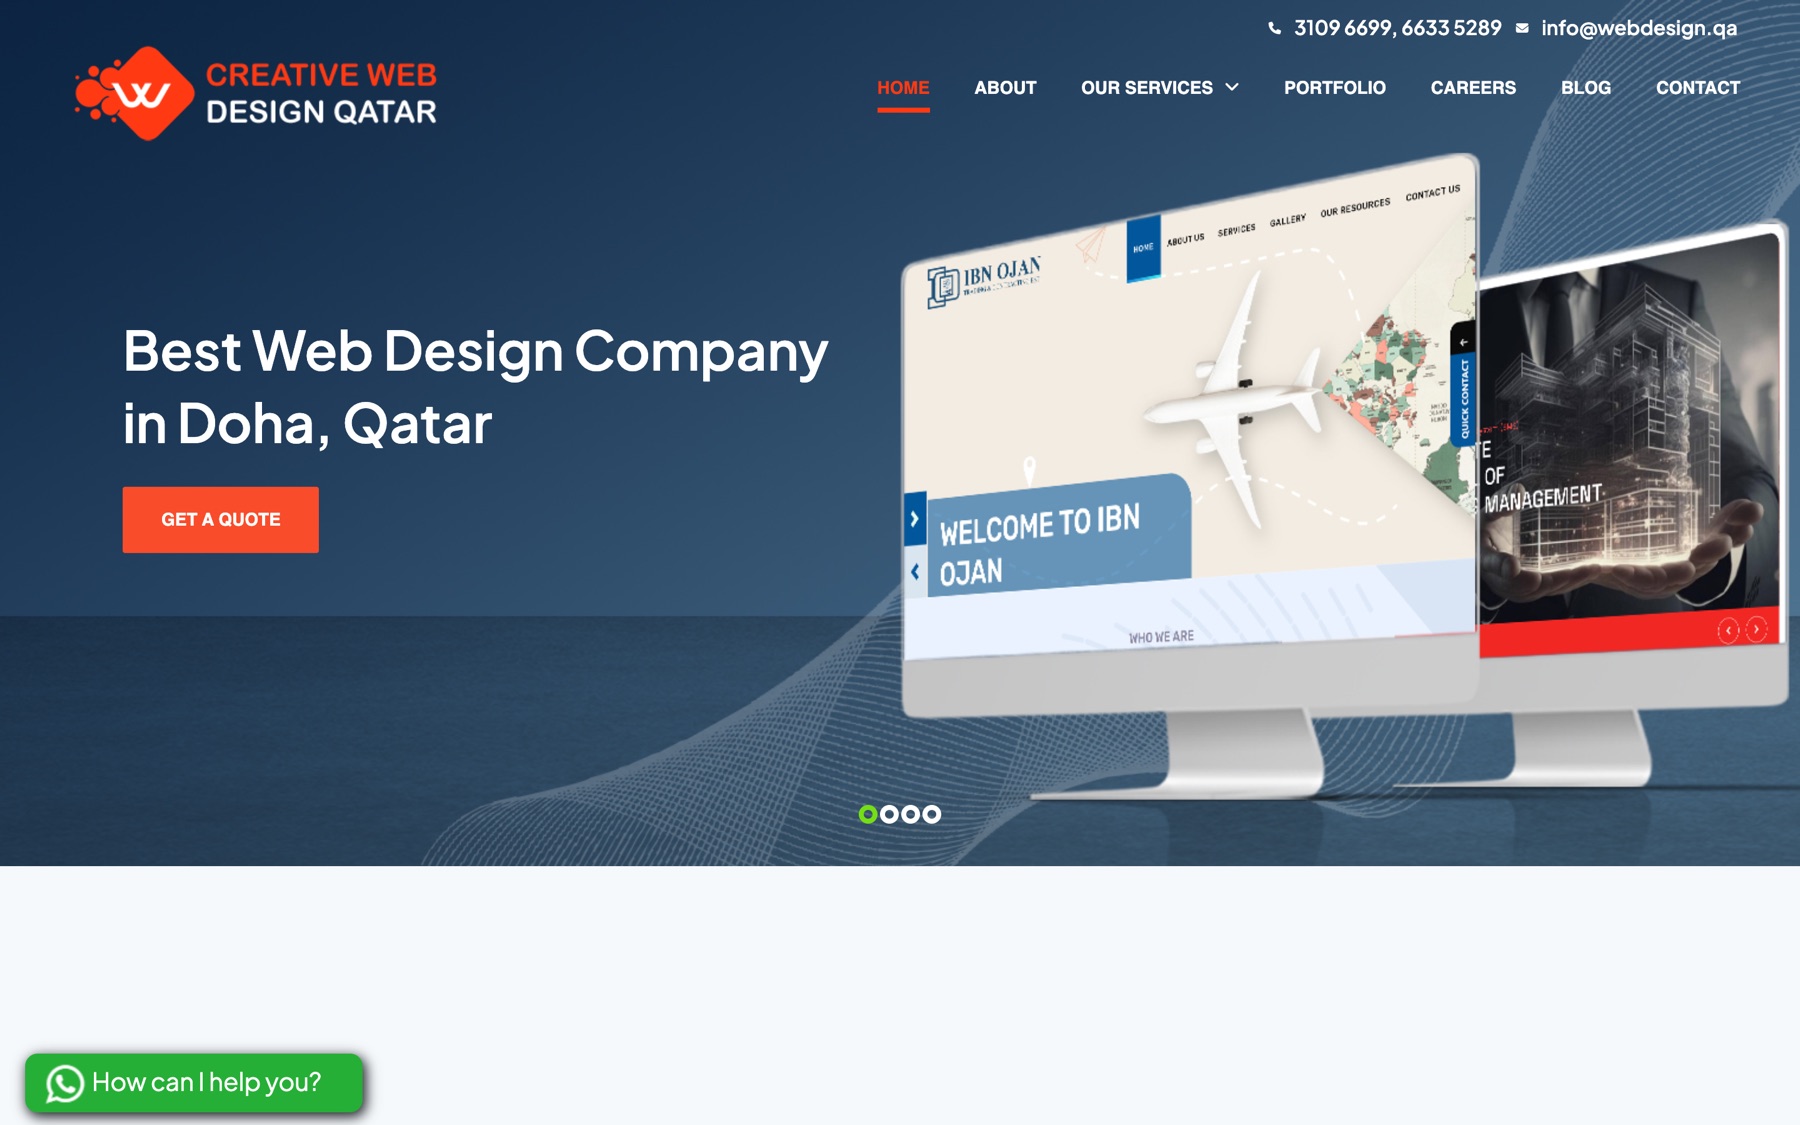 3109 6699, 6633 5289 info@webdesign.qa
CREATIVE WEB
DESIGN QATAR
HOME ABOUT OUR SERVICES PORTFOLIO CAREERS BLOG CONTACT
HOME ABOUT US SERVICES GALLERY OUR RESOURCES CONTACT US
IBN OJAN
QUICK CONTACT
Best Web Design Company
in Doha, Qatar
GET A QUOTE
WELCOME TO IBN
OJAN
WHO WE ARE
OF
MANAGEMENT
How can I help you?